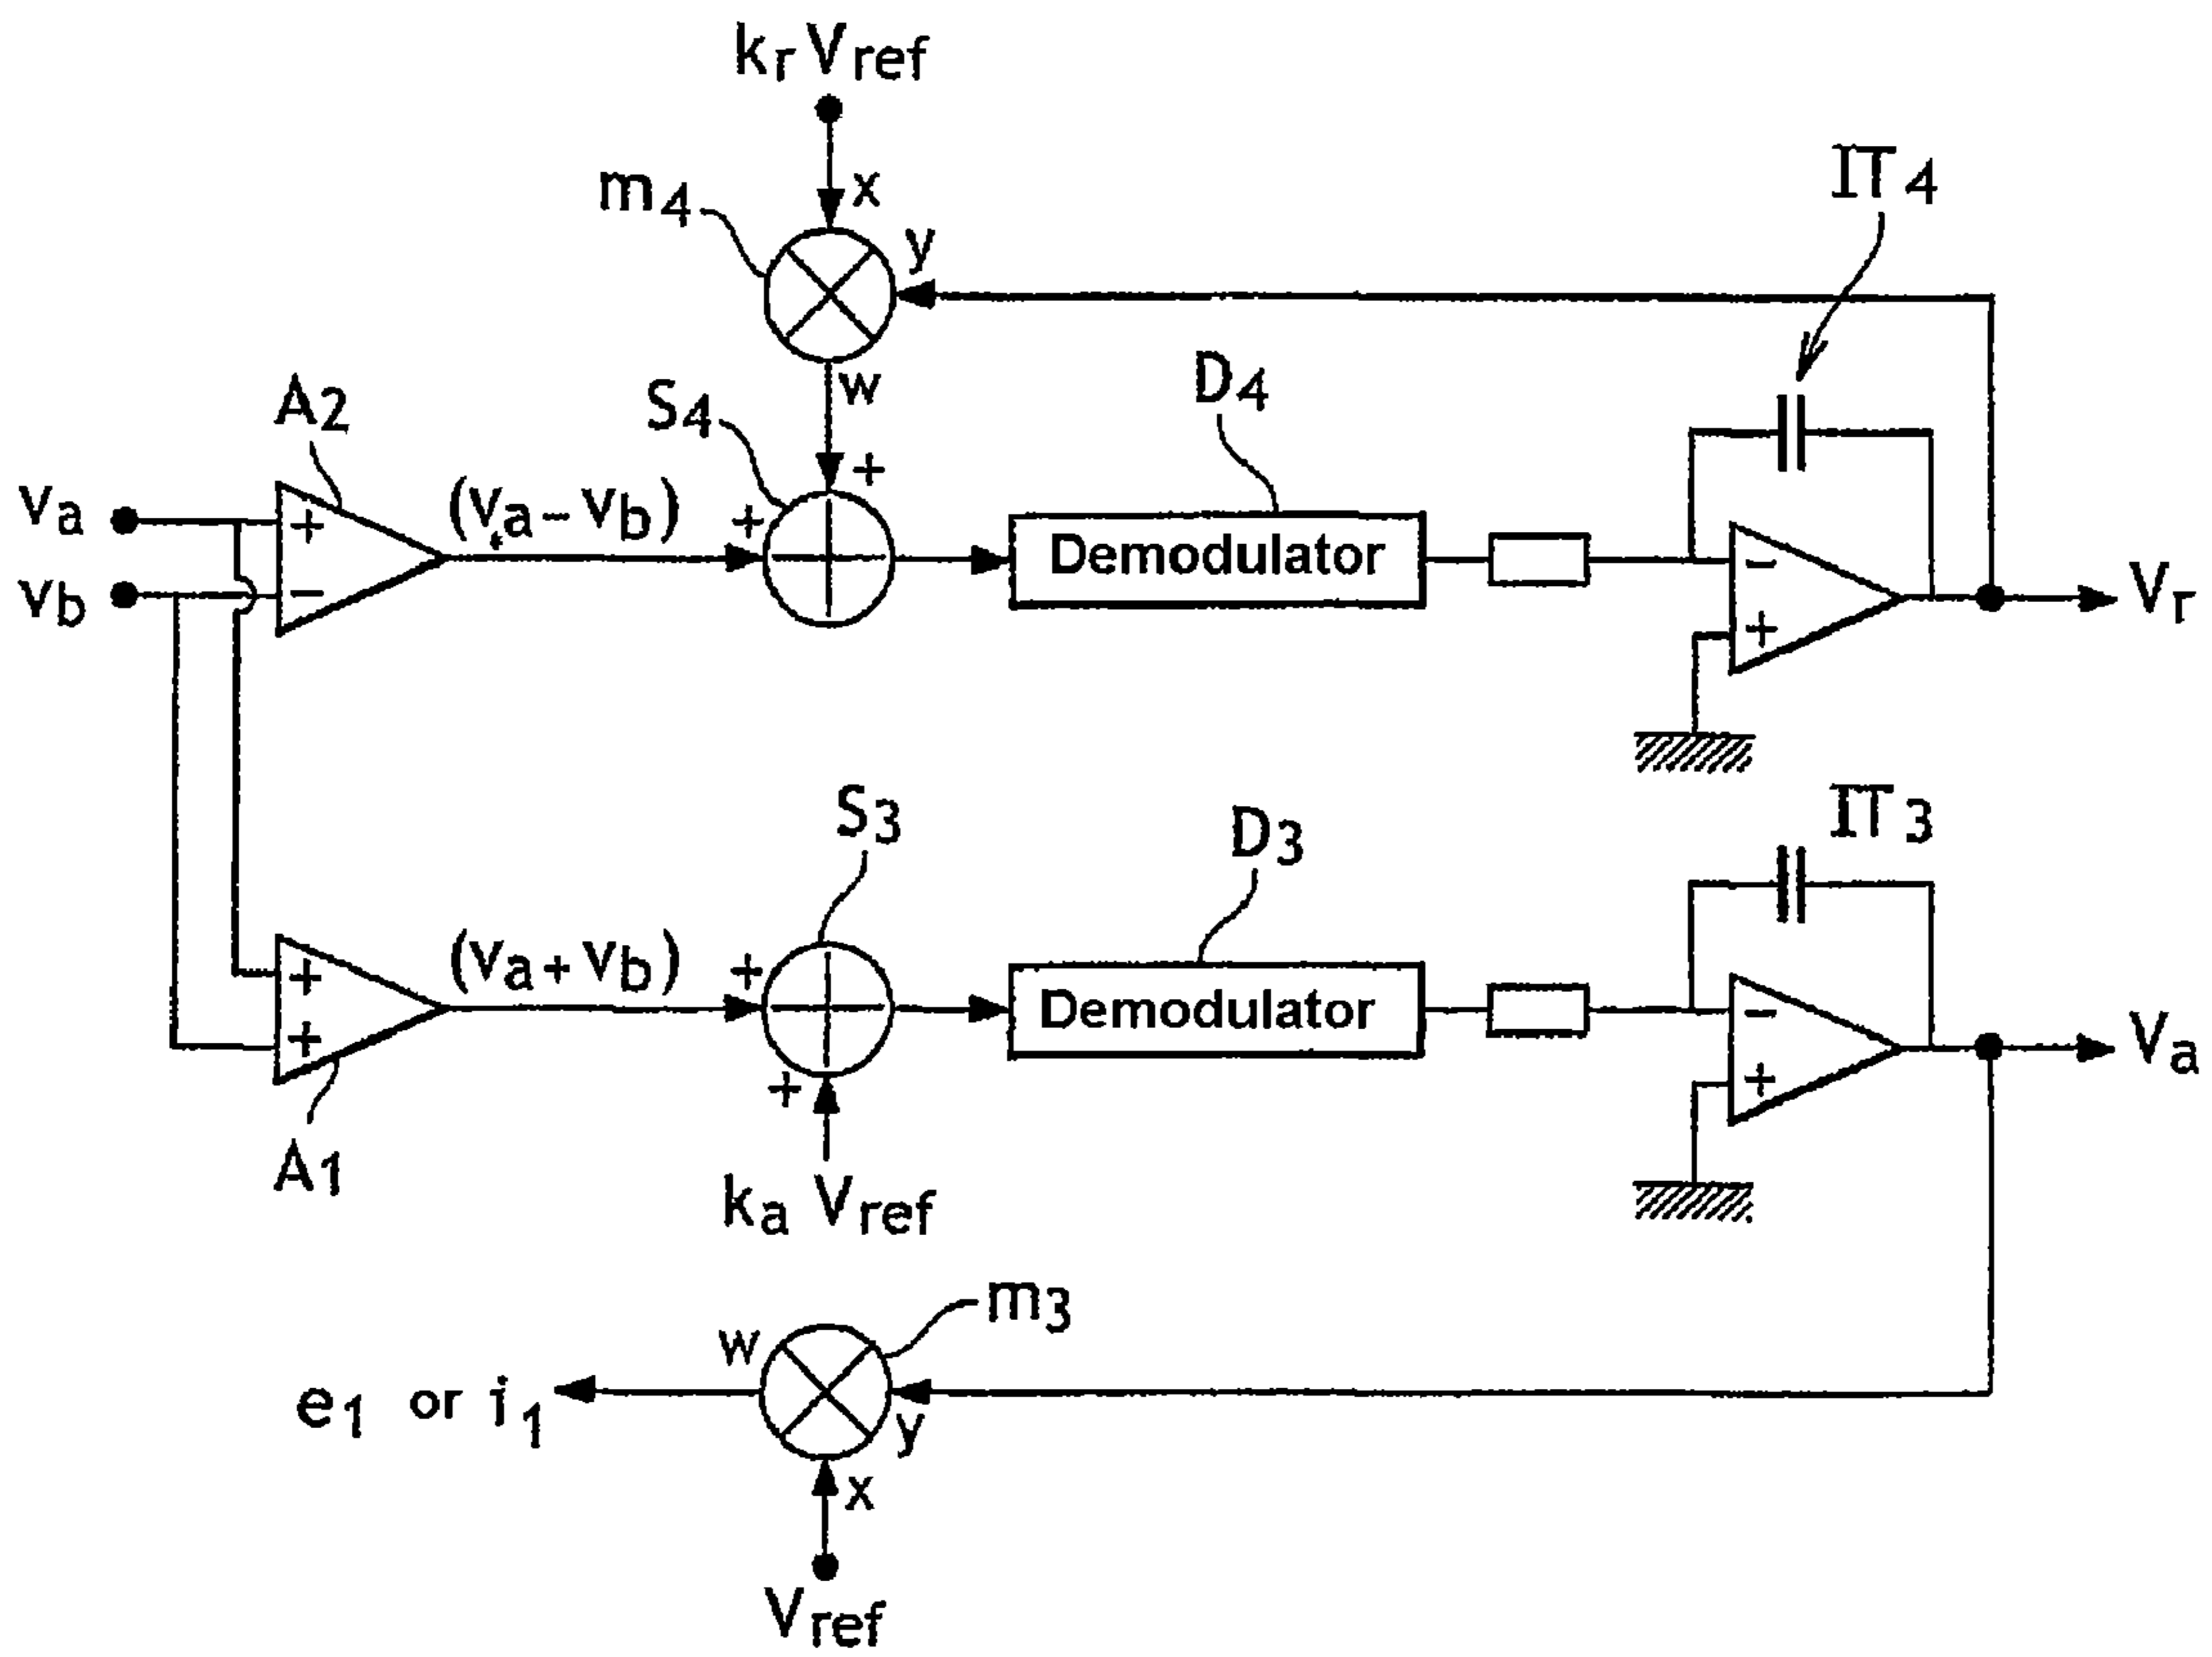 kr Vref
m4
x
y
IT4
w
A2
S4
D4
+
va
+
(va - vb)
+
Demodulator
-
Vr
vb
-
+
S3
D3
IT3
(va + vb)
+
+
Demodulator
-
Va
+
+
+
A1
ka Vref
m3
w
e1 or i1
y
x
Vref